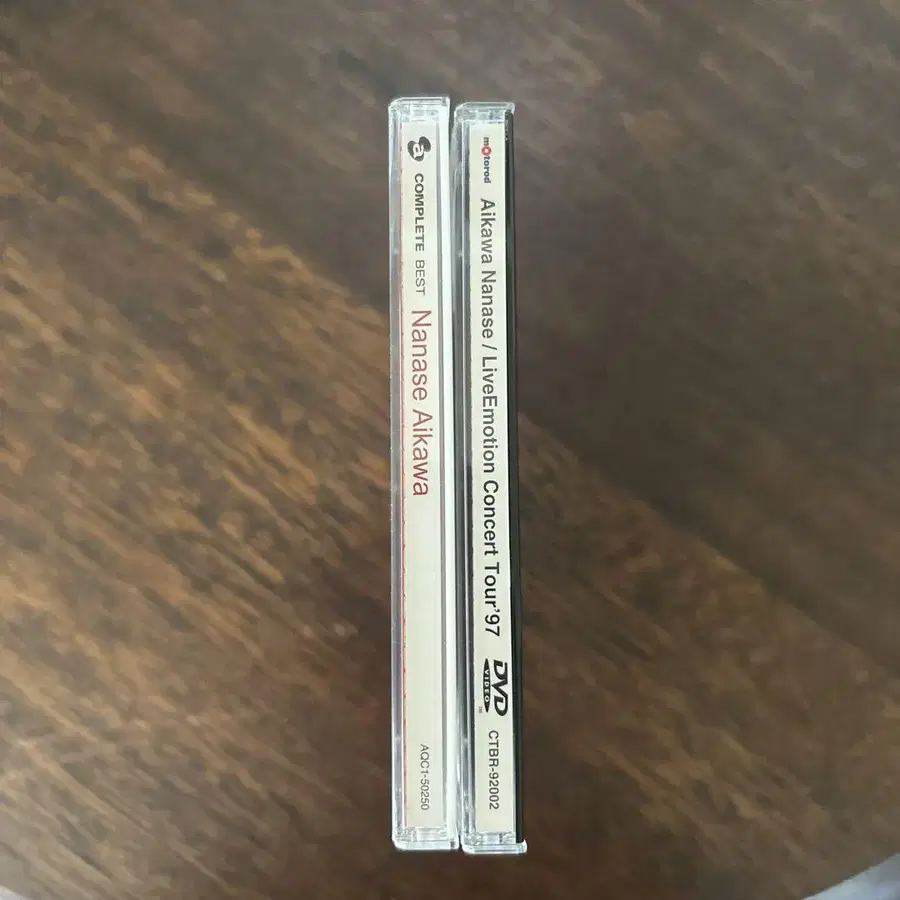 a COMPLETE BEST Nanase Aikawa AQC1-50250
motorod Aikawa Nanase / LiveEmotion Concert Tour'97 DVD VIDEO CTBR-92002